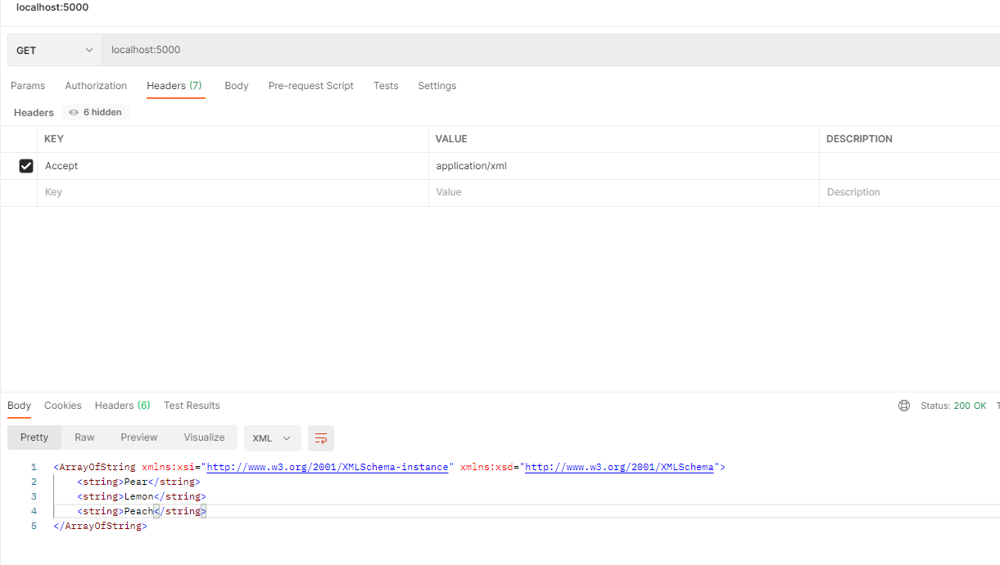 localhost:5000
GET localhost:5000
Params Authorization Headers (7) Body Pre-request Script Tests Settings
Headers 6 hidden
KEY VALUE DESCRIPTION
Accept application/xml
Key Value Description
Body Cookies Headers (6) Test Results Status: 200 OK
Pretty Raw Preview Visualize XML
1 <ArrayOfString xmlns:xsi="http://www.w3.org/2001/XMLSchema-instance" xmlns:xsd="http://www.w3.org/2001/XMLSchema">
2 <string>Pear</string>
3 <string>Lemon</string>
4 <string>Peach</string>
5 </ArrayOfString>